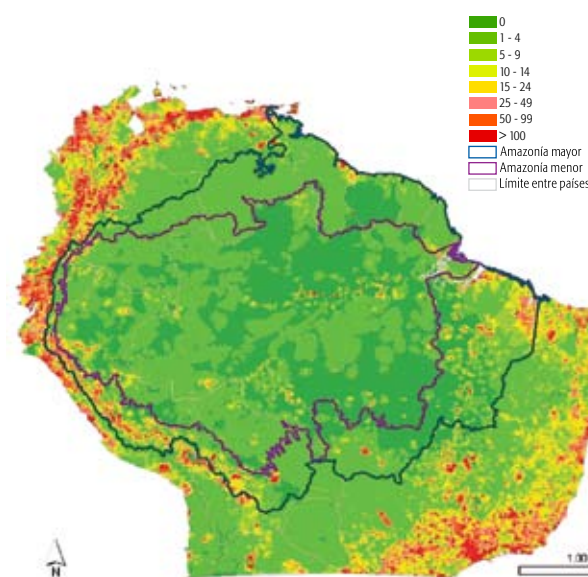 0
1 - 4
5 - 9
10 - 14
15 - 24
25 - 49
50 - 99
> 100
Amazonía mayor
Amazonía menor
Límite entre países
N